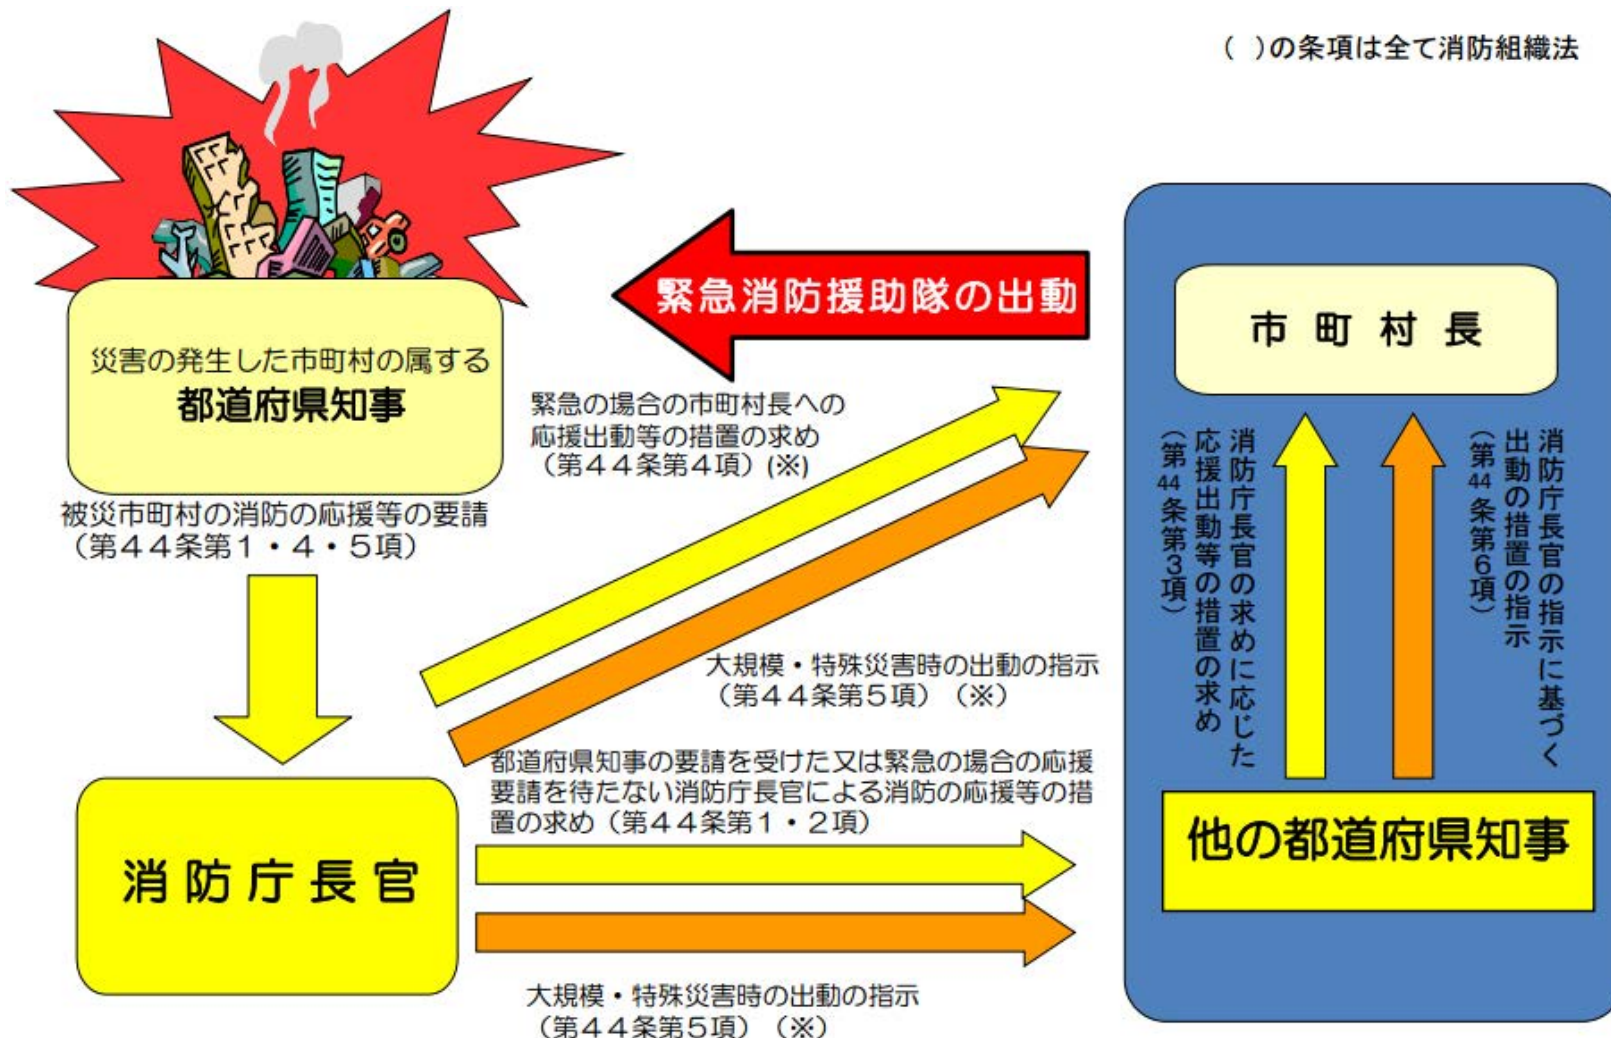 （ ）の条項は全て消防組織法
災害の発生した市町村の属する
都道府県知事
被災市町村の消防の応援等の要請
（第４４条第１・４・５項）
緊急消防援助隊の出動
緊急の場合の市町村長への
応援出動等の措置の求め
（第４４条第４項）(※)
大規模・特殊災害時の出動の指示
（第４４条第５項）（※）
都道府県知事の要請を受けた又は緊急の場合の応援
要請を待たない消防庁長官による消防の応援等の措
置の求め（第４４条第１・２項）
消防庁長官
大規模・特殊災害時の出動の指示
（第４４条第５項）（※）
市町村長
消防庁長官の求めに応じた
応援出動等の措置の求め
（第44条第３項）
消防庁長官の指示に基づく
出動の措置の指示
（第44条第６項）
他の都道府県知事